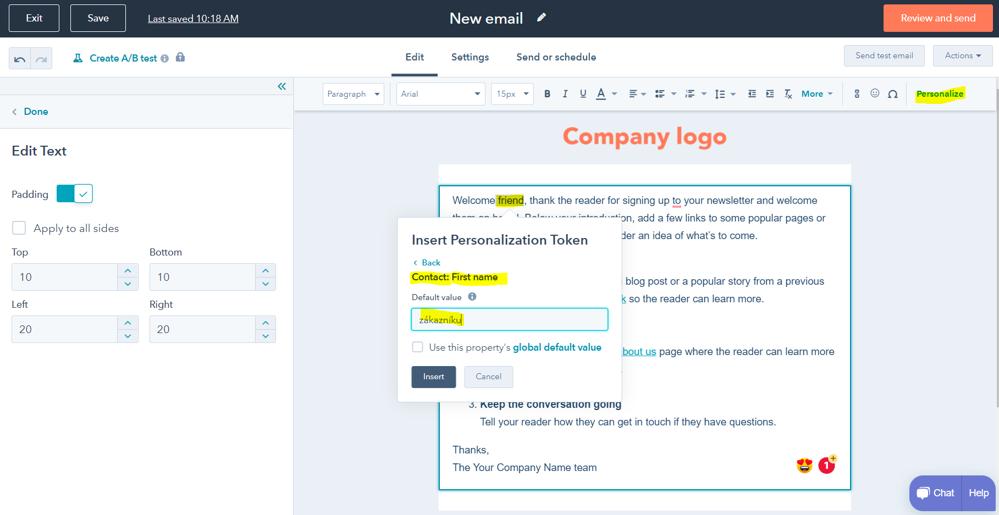 Exit
Save
Last saved 10:18 AM
New email
Review and send
Create A/B test
Edit
Settings
Send or schedule
Send test email
Actions
Paragraph
Arial
15px
B I U A
More
Personalize
Done
Edit Text
Padding
Apply to all sides
Top
Bottom
10
10
Left
Right
20
20
Company logo
Welcome friend, thank the reader for signing up to your newsletter and welcome
Below your introduction, add a few links to some popular pages or
an idea of what's to come.
blog post or a popular story from a previous
so the reader can learn more.
bout us page where the reader can learn more
3. Keep the conversation going
Tell your reader how they can get in touch if they have questions.
Thanks,
The Your Company Name team
1
Insert Personalization Token
Back
Contact: First name
Default value
zákazníku
Use this property's global default value
Insert
Cancel
Chat
Help